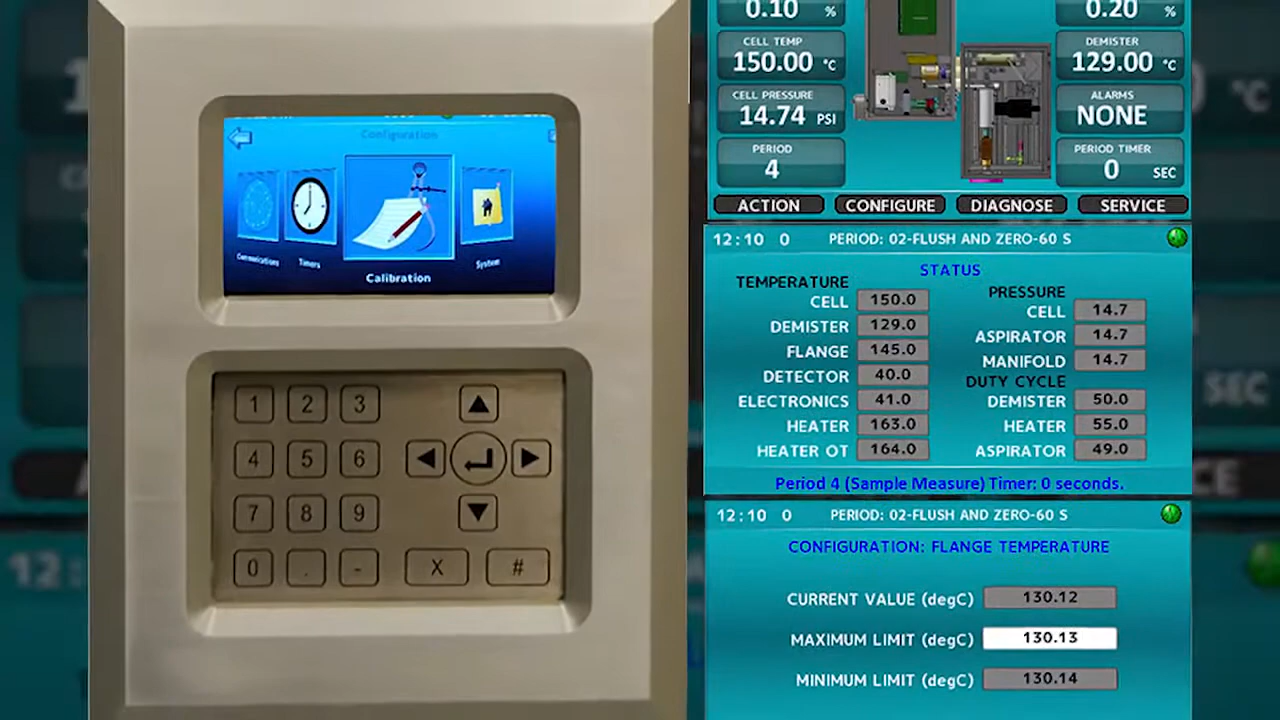 Configuration
Communications
Timers
System
Calibration
1 2 3
4 5 6
7 8 9
0 . - X #
0.10 %
0.20 %
CELL TEMP
150.00 °C
DEMISTER
129.00 °C
CELL PRESSURE
14.74 PSI
ALARMS
NONE
PERIOD
4
PERIOD TIMER
0 SEC
ACTION CONFIGURE DIAGNOSE SERVICE
12:10 0 PERIOD: 02-FLUSH AND ZERO-60 S
STATUS
TEMPERATURE
CELL 150.0
DEMISTER 129.0
FLANGE 145.0
DETECTOR 40.0
ELECTRONICS 41.0
HEATER 163.0
HEATER OT 164.0
PRESSURE
CELL 14.7
ASPIRATOR 14.7
MANIFOLD 14.7
DUTY CYCLE
DEMISTER 50.0
HEATER 55.0
ASPIRATOR 49.0
Period 4 (Sample Measure) Timer: 0 seconds.
12:10 0 PERIOD: 02-FLUSH AND ZERO-60 S
CONFIGURATION: FLANGE TEMPERATURE
CURRENT VALUE (degC) 130.12
MAXIMUM LIMIT (degC) 130.13
MINIMUM LIMIT (degC) 130.14